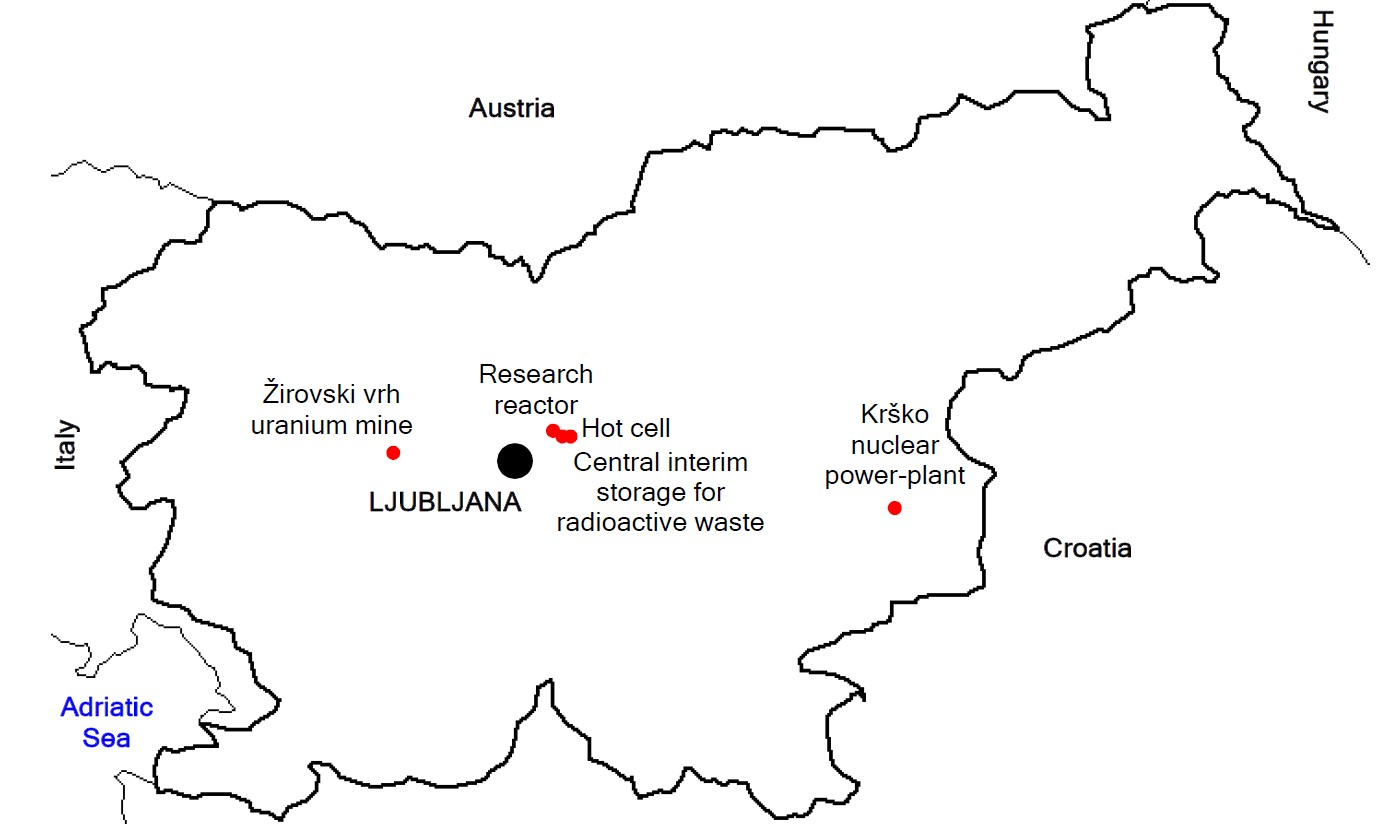 Hungary
Austria
Research
reactor
Žirovski vrh
uranium mine
Hot cell
Krško
nuclear
power-plant
Italy
Central interim
storage for
radioactive waste
LJUBLJANA
Croatia
Adriatic
Sea